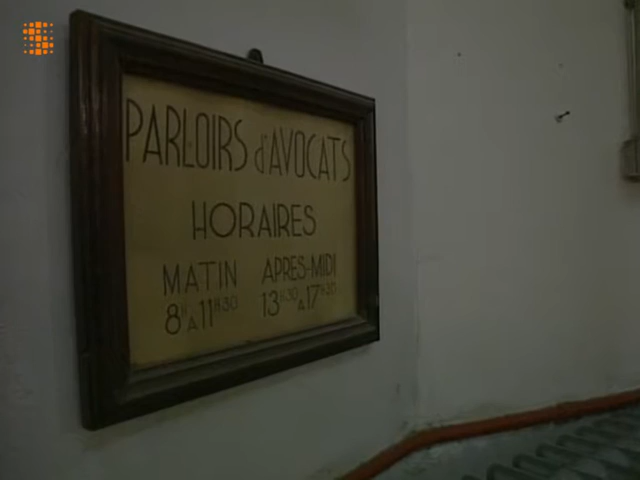 PARLOIRS d'AVOCATS
HORAIRES
MATIN APRES-MIDI
8H A 11H30 13H30 A 17H30